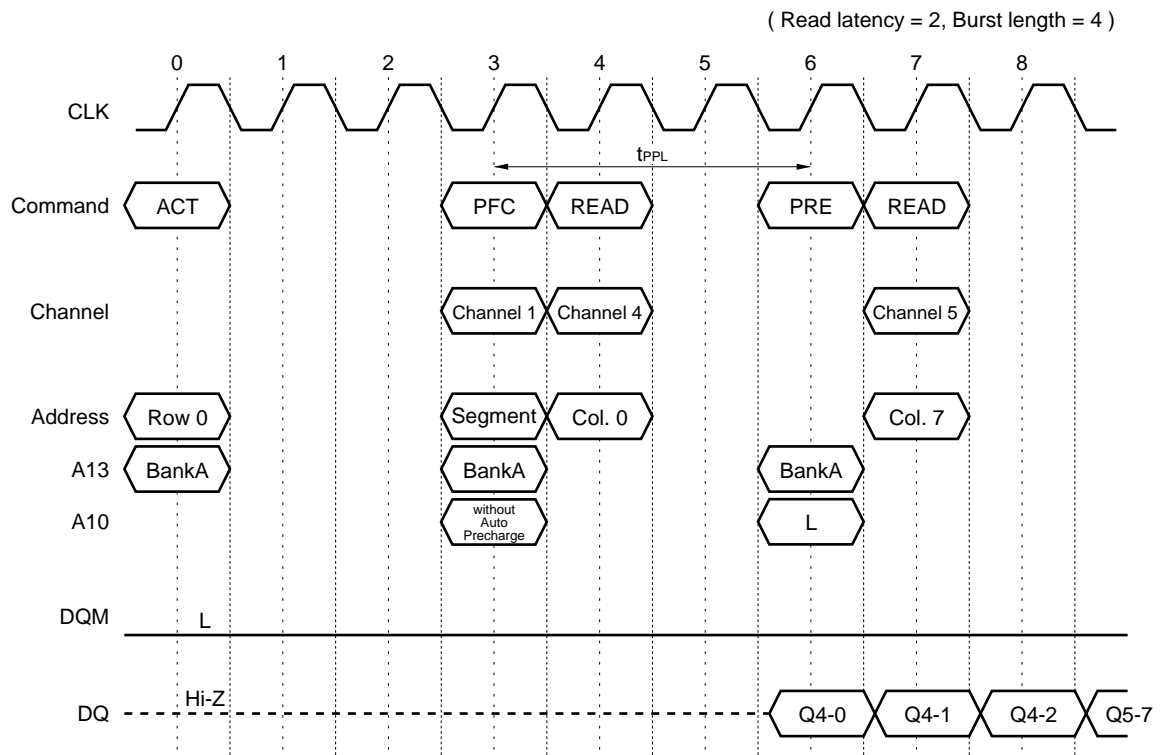 ( Read latency = 2, Burst length = 4 )
0 1 2 3 4 5 6 7 8
CLK
tPPL
Command ACT PFC READ PRE READ
Channel Channel 1 Channel 4 Channel 5
Address Row 0 Segment Col. 0 Col. 7
A13 BankA BankA BankA
A10 without Auto Precharge L
DQM L
Hi-Z
DQ Q4-0 Q4-1 Q4-2 Q5-7